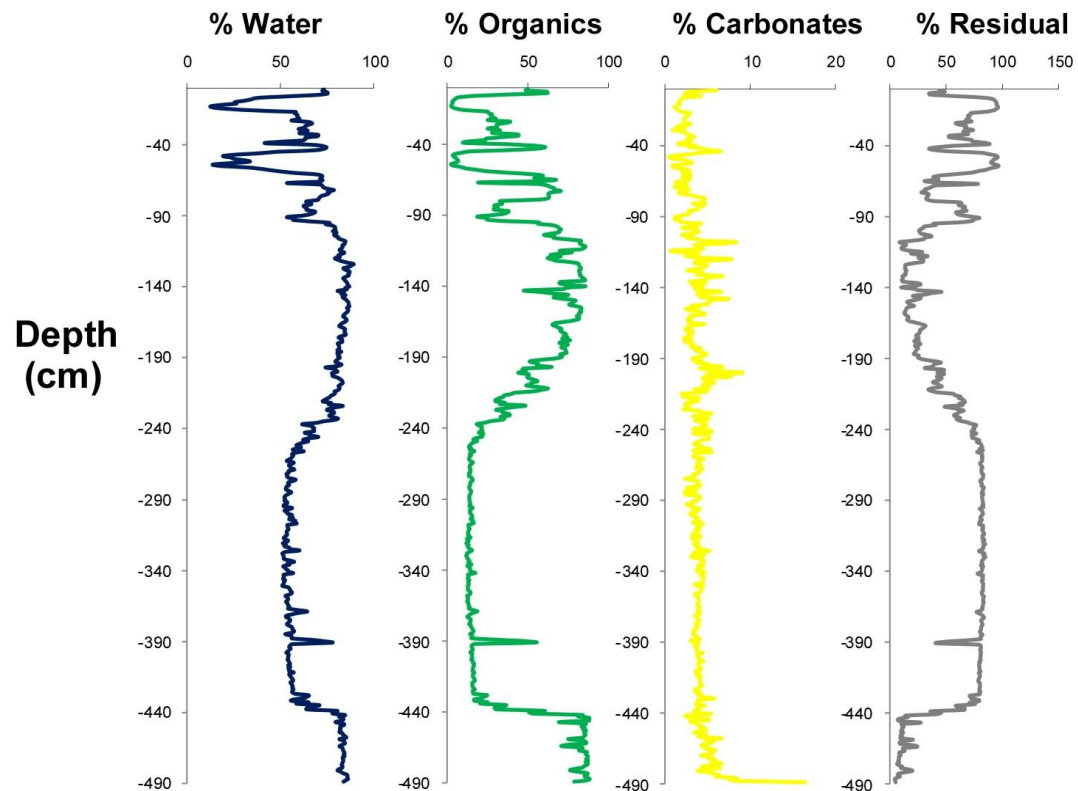 % Water % Organics % Carbonates % Residual
0 50 100 0 50 100 0 10 20 0 50 100 150
-40 -40 -40 -40
-90 -90 -90 -90
-140 -140 -140 -140
-190 -190 -190 -190
Depth
(cm)
-240 -240 -240 -240
-290 -290 -290 -290
-340 -340 -340 -340
-390 -390 -390 -390
-440 -440 -440 -440
-490 -490 -490 -490